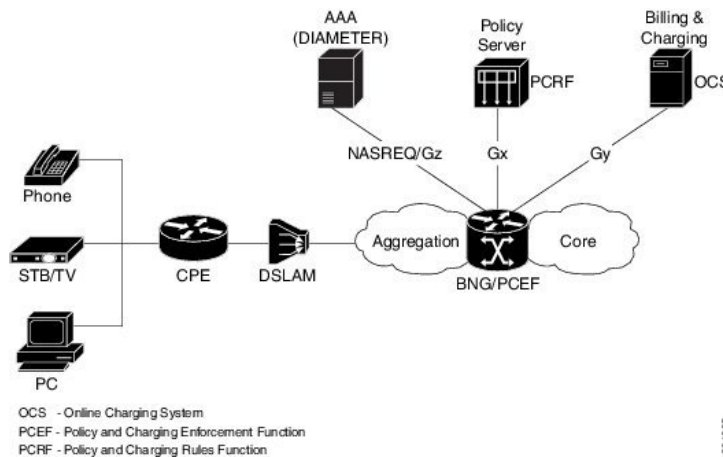 AAA
(DIAMETER)
Policy
Server
Billing &
Charging
PCRF
OCS
NASREQ/Gz
Gx
Gy
Phone
STB/TV
CPE
DSLAM
Aggregation
Core
BNG/PCEF
PC
OCS - Online Charging System
PCEF - Policy and Charging Enforcement Function
PCRF - Policy and Charging Rules Function